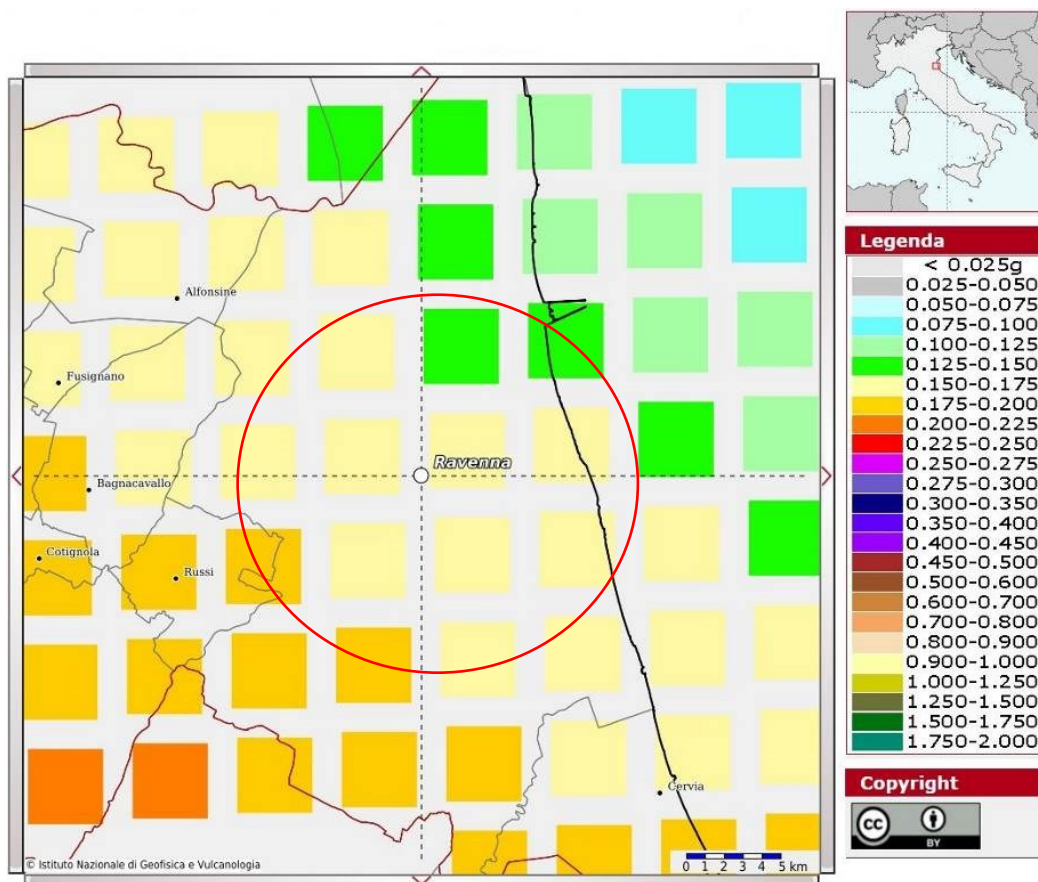 Alfonsine
Fusignano
Ravenna
Bagnacavallo
Cotignola
Russi
Cervia
© Istituto Nazionale di Geofisica e Vulcanologia
0 1 2 3 4 5 km
Legenda
< 0.025g
0.025-0.050
0.050-0.075
0.075-0.100
0.100-0.125
0.125-0.150
0.150-0.175
0.175-0.200
0.200-0.225
0.225-0.250
0.250-0.275
0.275-0.300
0.300-0.350
0.350-0.400
0.400-0.450
0.450-0.500
0.500-0.600
0.600-0.700
0.700-0.800
0.800-0.900
0.900-1.000
1.000-1.250
1.250-1.500
1.500-1.750
1.750-2.000
Copyright
cc
BY